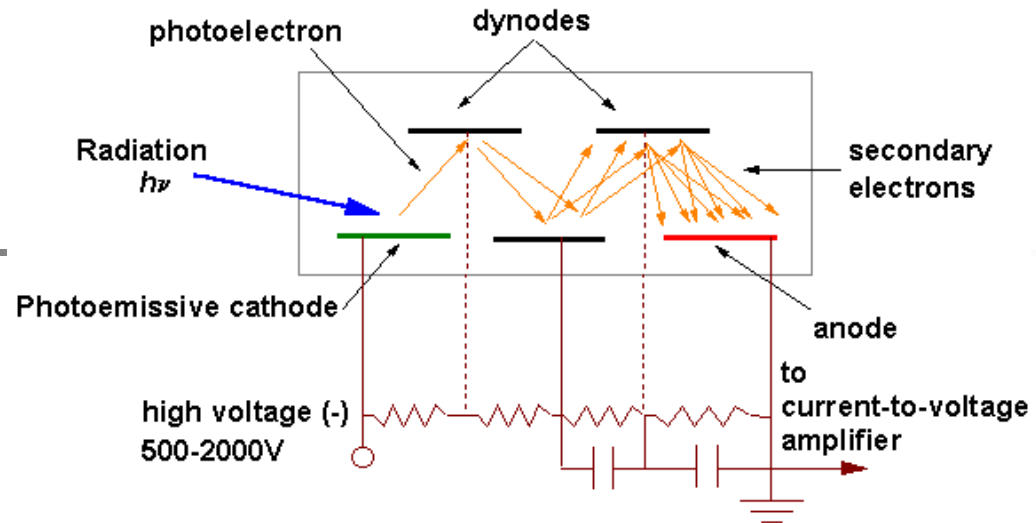 dynodes
photoelectron
Radiation
hν
secondary
electrons
Photoemissive cathode
anode
high voltage (-)
500-2000V
to
current-to-voltage
amplifier